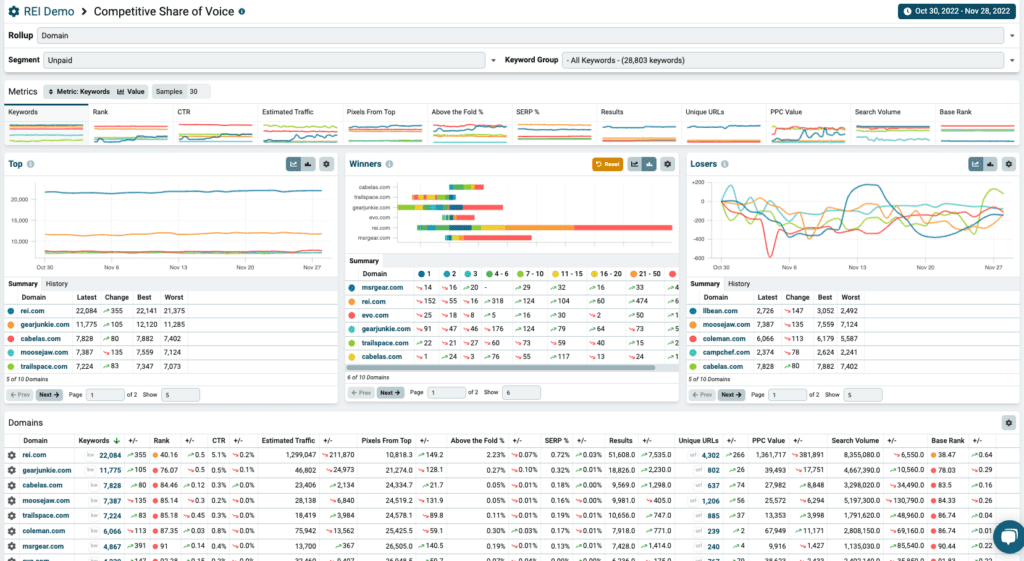 REI Demo > Competitive Share of Voice
Oct 30, 2022 - Nov 28, 2022
Rollup Domain
Segment Unpaid Keyword Group - All Keywords - (28,803 keywords)
Metrics Metric: Keywords Value Samples 30
Keywords Rank CTR Estimated Traffic Pixels From Top Above the Fold % SERP % Results Unique URLs PPC Value Search Volume Base Rank
Top
20,000
15,000
10,000
Oct 30 Nov 6 Nov 13 Nov 20 Nov 27
Summary History
Domain Latest Change Best Worst
rei.com 22,084 355 22,141 21,375
gearjunkie.com 11,775 105 12,120 11,285
cabelas.com 7,828 80 7,882 7,402
moosejaw.com 7,387 135 7,559 7,124
trailspace.com 7,224 83 7,347 7,073
5 of 10 Domains
← Prev Next → Page 1 of 2 Show 5
Winners Reset
cabelas.com
trailspace.com
gearjunkie.com
evo.com
rei.com
msrgear.com
Summary
Domain 1 2 3 4 - 6 7 - 10 11 - 15 16 - 20 21 - 50
msrgear.com 14 16 20 - 29 32 16 33
rei.com 152 55 16 318 124 104 60 474
evo.com 25 18 8 5 16 30 2 50
gearjunkie.com 91 47 46 176 124 79 64 73
trailspace.com 22 21 27 60 73 59 40 15
cabelas.com 1 24 3 76 55 117 13 24
6 of 10 Domains
← Prev Next → Page 1 of 2 Show 6
Losers
+200
0
-200
-400
-600
Oct 30 Nov 6 Nov 13 Nov 20 Nov 27
Summary History
Domain Latest Change Best Worst
llbean.com 2,726 147 3,052 2,492
moosejaw.com 7,387 135 7,559 7,124
coleman.com 6,066 113 6,179 5,587
campchef.com 2,374 78 2,624 2,241
cabelas.com 7,828 80 7,882 7,402
5 of 10 Domains
← Prev Next → Page 1 of 2 Show 5
Domains
Domain Keywords +/- Rank +/- CTR +/- Estimated Traffic +/- Pixels From Top +/- Above the Fold % +/- SERP % +/- Results +/- Unique URLs +/- PPC Value +/- Search Volume +/- Base Rank +/-
rei.com kw 22,084 355 40.16 0.5 5.1% 0.2% 1,299,047 211,870 10,818.3 149.2 2.23% 0.07% 0.72% 0.03% 51,608.0 7,535.0 url 4,302 266 1,361,717 381,891 8,355,080.0 6,550.0 38.47 0.64
gearjunkie.com kw 11,775 105 76.07 0.5 0.5% 0.1% 46,802 24,973 21,274.0 128.1 0.27% 0.10% 0.32% 0.01% 18,826.0 2,230.0 url 802 26 39,493 17,751 4,667,390.0 10,560.0 78.03 0.29
cabelas.com kw 7,828 80 84.46 0.12 0.3% 0.0% 23,406 2,134 24,334.7 21.7 0.05% 0.01% 0.18% 0.00% 9,569.0 1,298.0 url 637 74 27,982 8,848 3,298,020.0 34,490.0 83.5 0.16
moosejaw.com kw 7,387 135 85.14 0.3 0.2% 0.0% 28,138 6,840 24,519.2 131.9 0.05% 0.01% 0.16% 0.00% 9,981.0 405.0 url 1,206 56 25,572 6,294 5,197,300.0 130,790.0 84.33 0.26
trailspace.com kw 7,224 83 85.18 0.45 0.3% 0.0% 18,419 3,984 24,578.1 89.8 0.11% 0.01% 0.19% 0.01% 10,656.0 747.0 url 885 37 13,353 3,998 1,791,620.0 48,960.0 86.74 0.04
coleman.com kw 6,066 113 87.35 0.03 0.8% 0.1% 75,942 13,562 25,425.5 59.1 0.30% 0.03% 0.17% 0.01% 7,918.0 771.0 url 239 2 67,949 11,171 2,808,150.0 69,160.0 86.74 0.01
msrgear.com kw 4,867 391 91 0.14 0.4% 0.0% 13,700 367 26,505.0 140.5 0.19% 0.01% 0.13% 0.01% 7,428.0 1,414.0 url 240 4 9,916 1,427 1,135,030.0 85,540.0 90.44 0.22